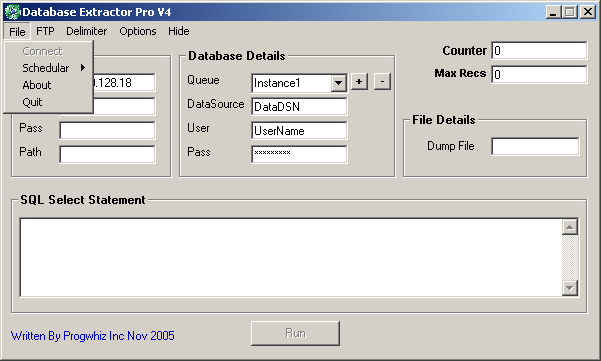 Database Extractor Pro V4
File FTP Delimiter Options Hide
Connect
Schedular
About
Quit
.128.18
Pass
Path
Database Details
Queue Instance1 + -
DataSource DataDSN
User UserName
Pass *********
Counter 0
Max Recs 0
File Details
Dump File
SQL Select Statement
Written By Progwhiz Inc Nov 2005
Run